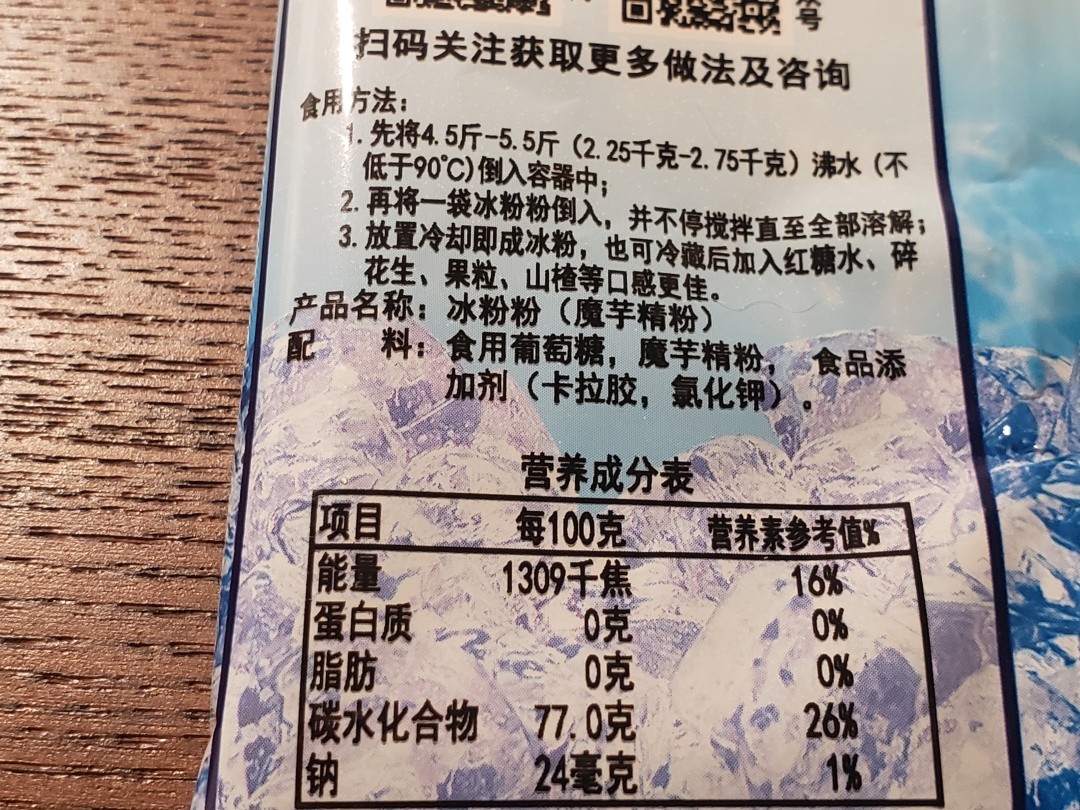 号
扫码关注获取更多做法及咨询
食用方法：
1. 先将4.5斤-5.5斤（2.25千克-2.75千克）沸水（不
低于90℃）倒入容器中；
2. 再将一袋冰粉粉倒入，并不停搅拌直至全部溶解；
3. 放置冷却即成冰粉，也可冷藏后加入红糖水、碎
花生、果粒、山楂等口感更佳。
产品名称：冰粉粉（魔芋精粉）
配 料：食用葡萄糖，魔芋精粉， 食品添
加剂（卡拉胶，氯化钾）。
营养成分表
项目 每100克 营养素参考值%
能量 1309千焦 16%
蛋白质 0克 0%
脂肪 0克 0%
碳水化合物 77.0克 26%
钠 24毫克 1%